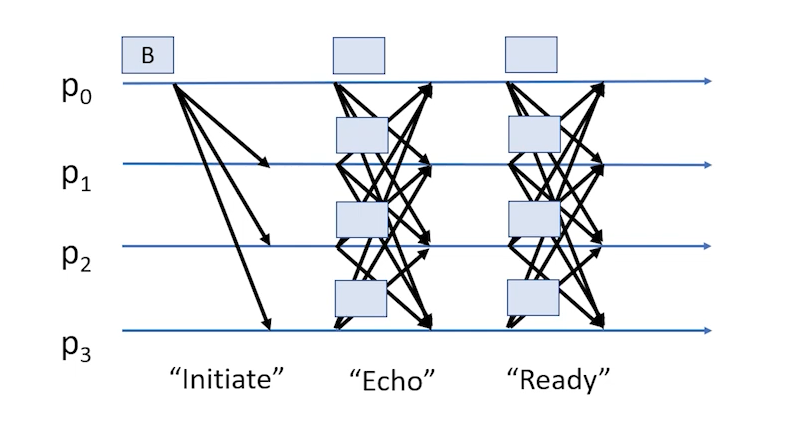 B
p₀
p₁
p₂
p₃
“Initiate” “Echo” “Ready”